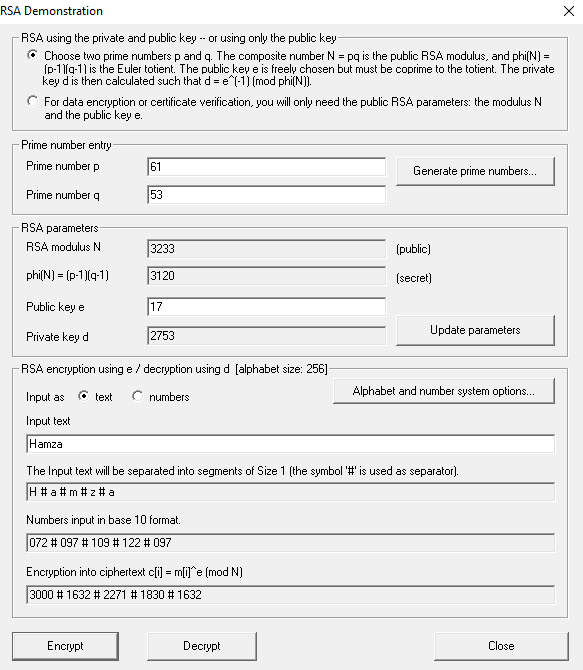 RSA Demonstration
RSA using the private and public key -- or using only the public key
Choose two prime numbers p and q. The composite number N = pq is the public RSA modulus, and phi(N) =
(p-1)(q-1) is the Euler totient. The public key e is freely chosen but must be coprime to the totient. The private
key d is then calculated such that d = e^(-1) (mod phi(N)).
For data encryption or certificate verification, you will only need the public RSA parameters: the modulus N
and the public key e.
Prime number entry
Prime number p 61 Generate prime numbers...
Prime number q 53
RSA parameters
RSA modulus N 3233 (public)
phi(N) = (p-1)(q-1) 3120 (secret)
Public key e 17
Private key d 2753 Update parameters
RSA encryption using e / decryption using d [alphabet size: 256]
Input as text numbers Alphabet and number system options...
Input text
Hamza
The Input text will be separated into segments of Size 1 (the symbol '#' is used as separator).
H # a # m # z # a
Numbers input in base 10 format.
072 # 097 # 109 # 122 # 097
Encryption into ciphertext c[i] = m[i]^e (mod N)
3000 # 1632 # 2271 # 1830 # 1632
Encrypt Decrypt Close